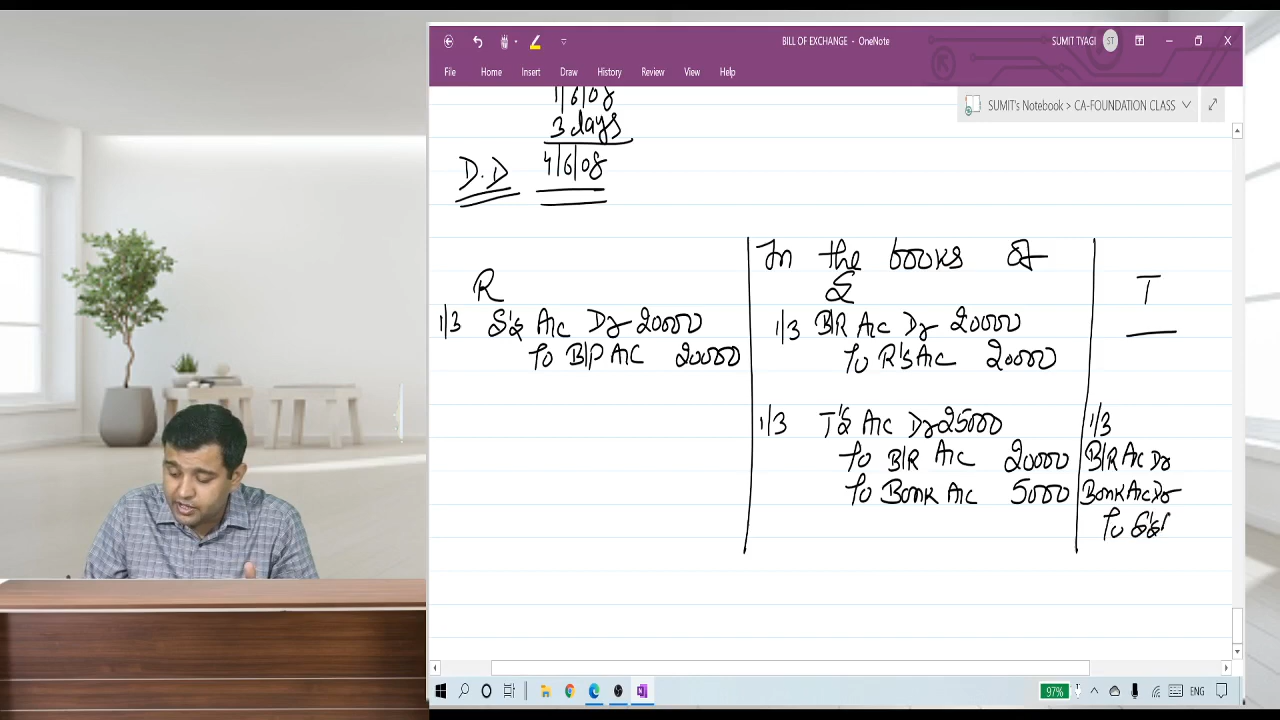 BILL OF EXCHANGE - OneNote
SUMIT TYAGI ST
File Home Insert Draw History Review View Help
SUMIT's Notebook > CA-FOUNDATION CLASS
1/6/08
3 days
D.D 4/6/08
In the books of
R S T
1/3 S's A/c Dr 20000
To B/P A/C 20000
1/3 B/R A/c Dr 20000
To R's A/c 20000
1/3 T's A/c Dr 25000
To B/R A/c 20000
To Bank A/c 5000
1/3
B/R A/c Dr
Bank A/c Dr
To S's
97%
ENG